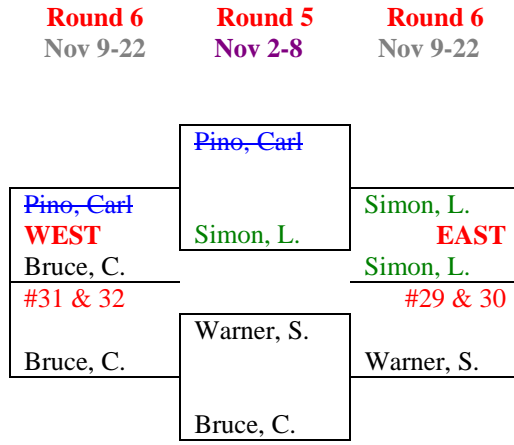 Round 6 Round 5 Round 6
Nov 9-22 Nov 2-8 Nov 9-22
Pino, Carl
Pino, Carl Simon, L.
WEST Simon, L. EAST
Bruce, C. Simon, L.
#31 & 32 #29 & 30
Warner, S.
Bruce, C. Warner, S.
Bruce, C.